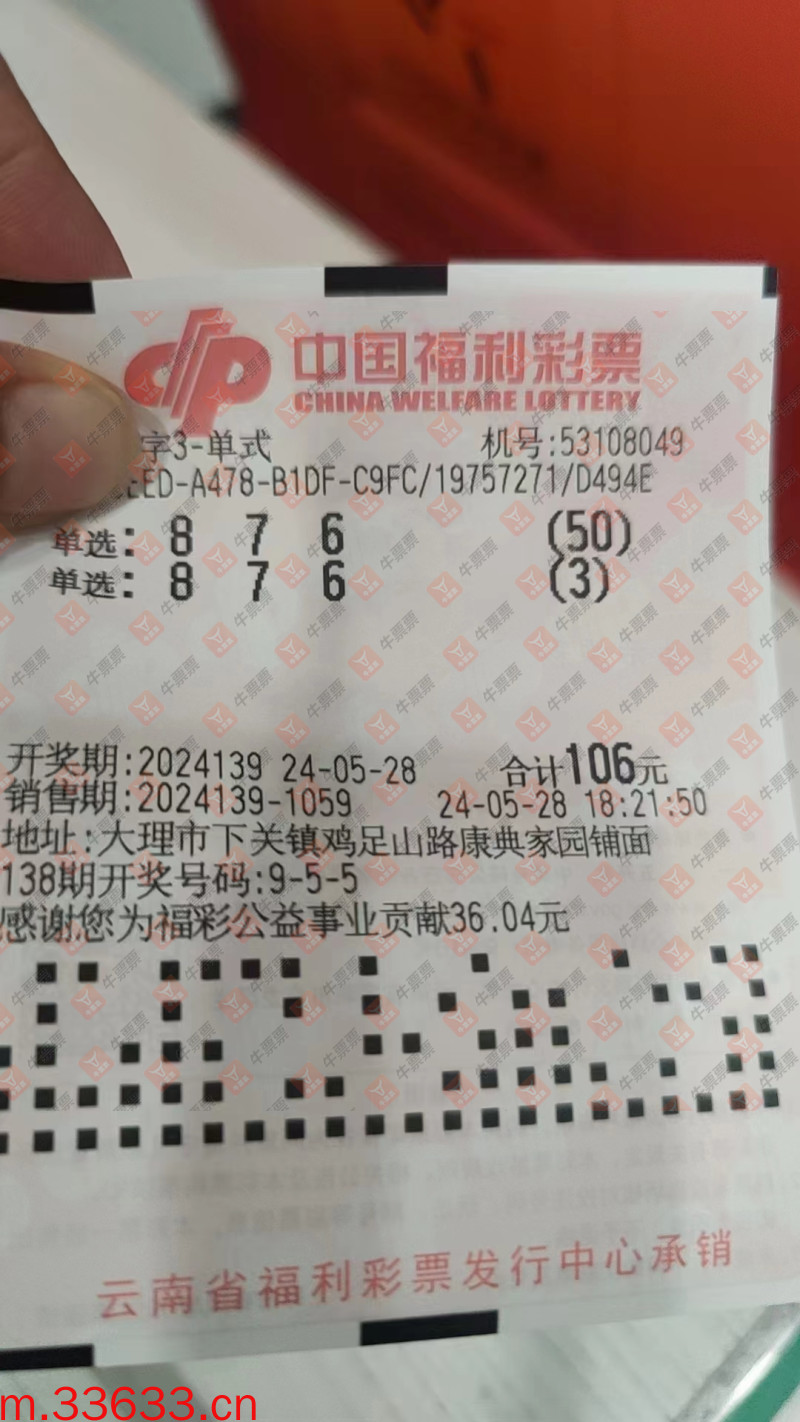 中国福利彩票
CHINA WELFARE LOTTERY
字3-单式 机号:53108049
EED-A478-B1DF-C9FC/19757271/D494E
单选: 8 7 6 (50)
单选: 8 7 6 (3)
开奖期:2024139 24-05-28 合计106元
销售期:2024139-1059 24-05-28 18:21:50
地址:大理市下关镇鸡足山路康典家园铺面
138期开奖号码:9-5-5
感谢您为福彩公益事业贡献36.04元
云南省福利彩票发行中心承销
牛票票
m.33633.cn